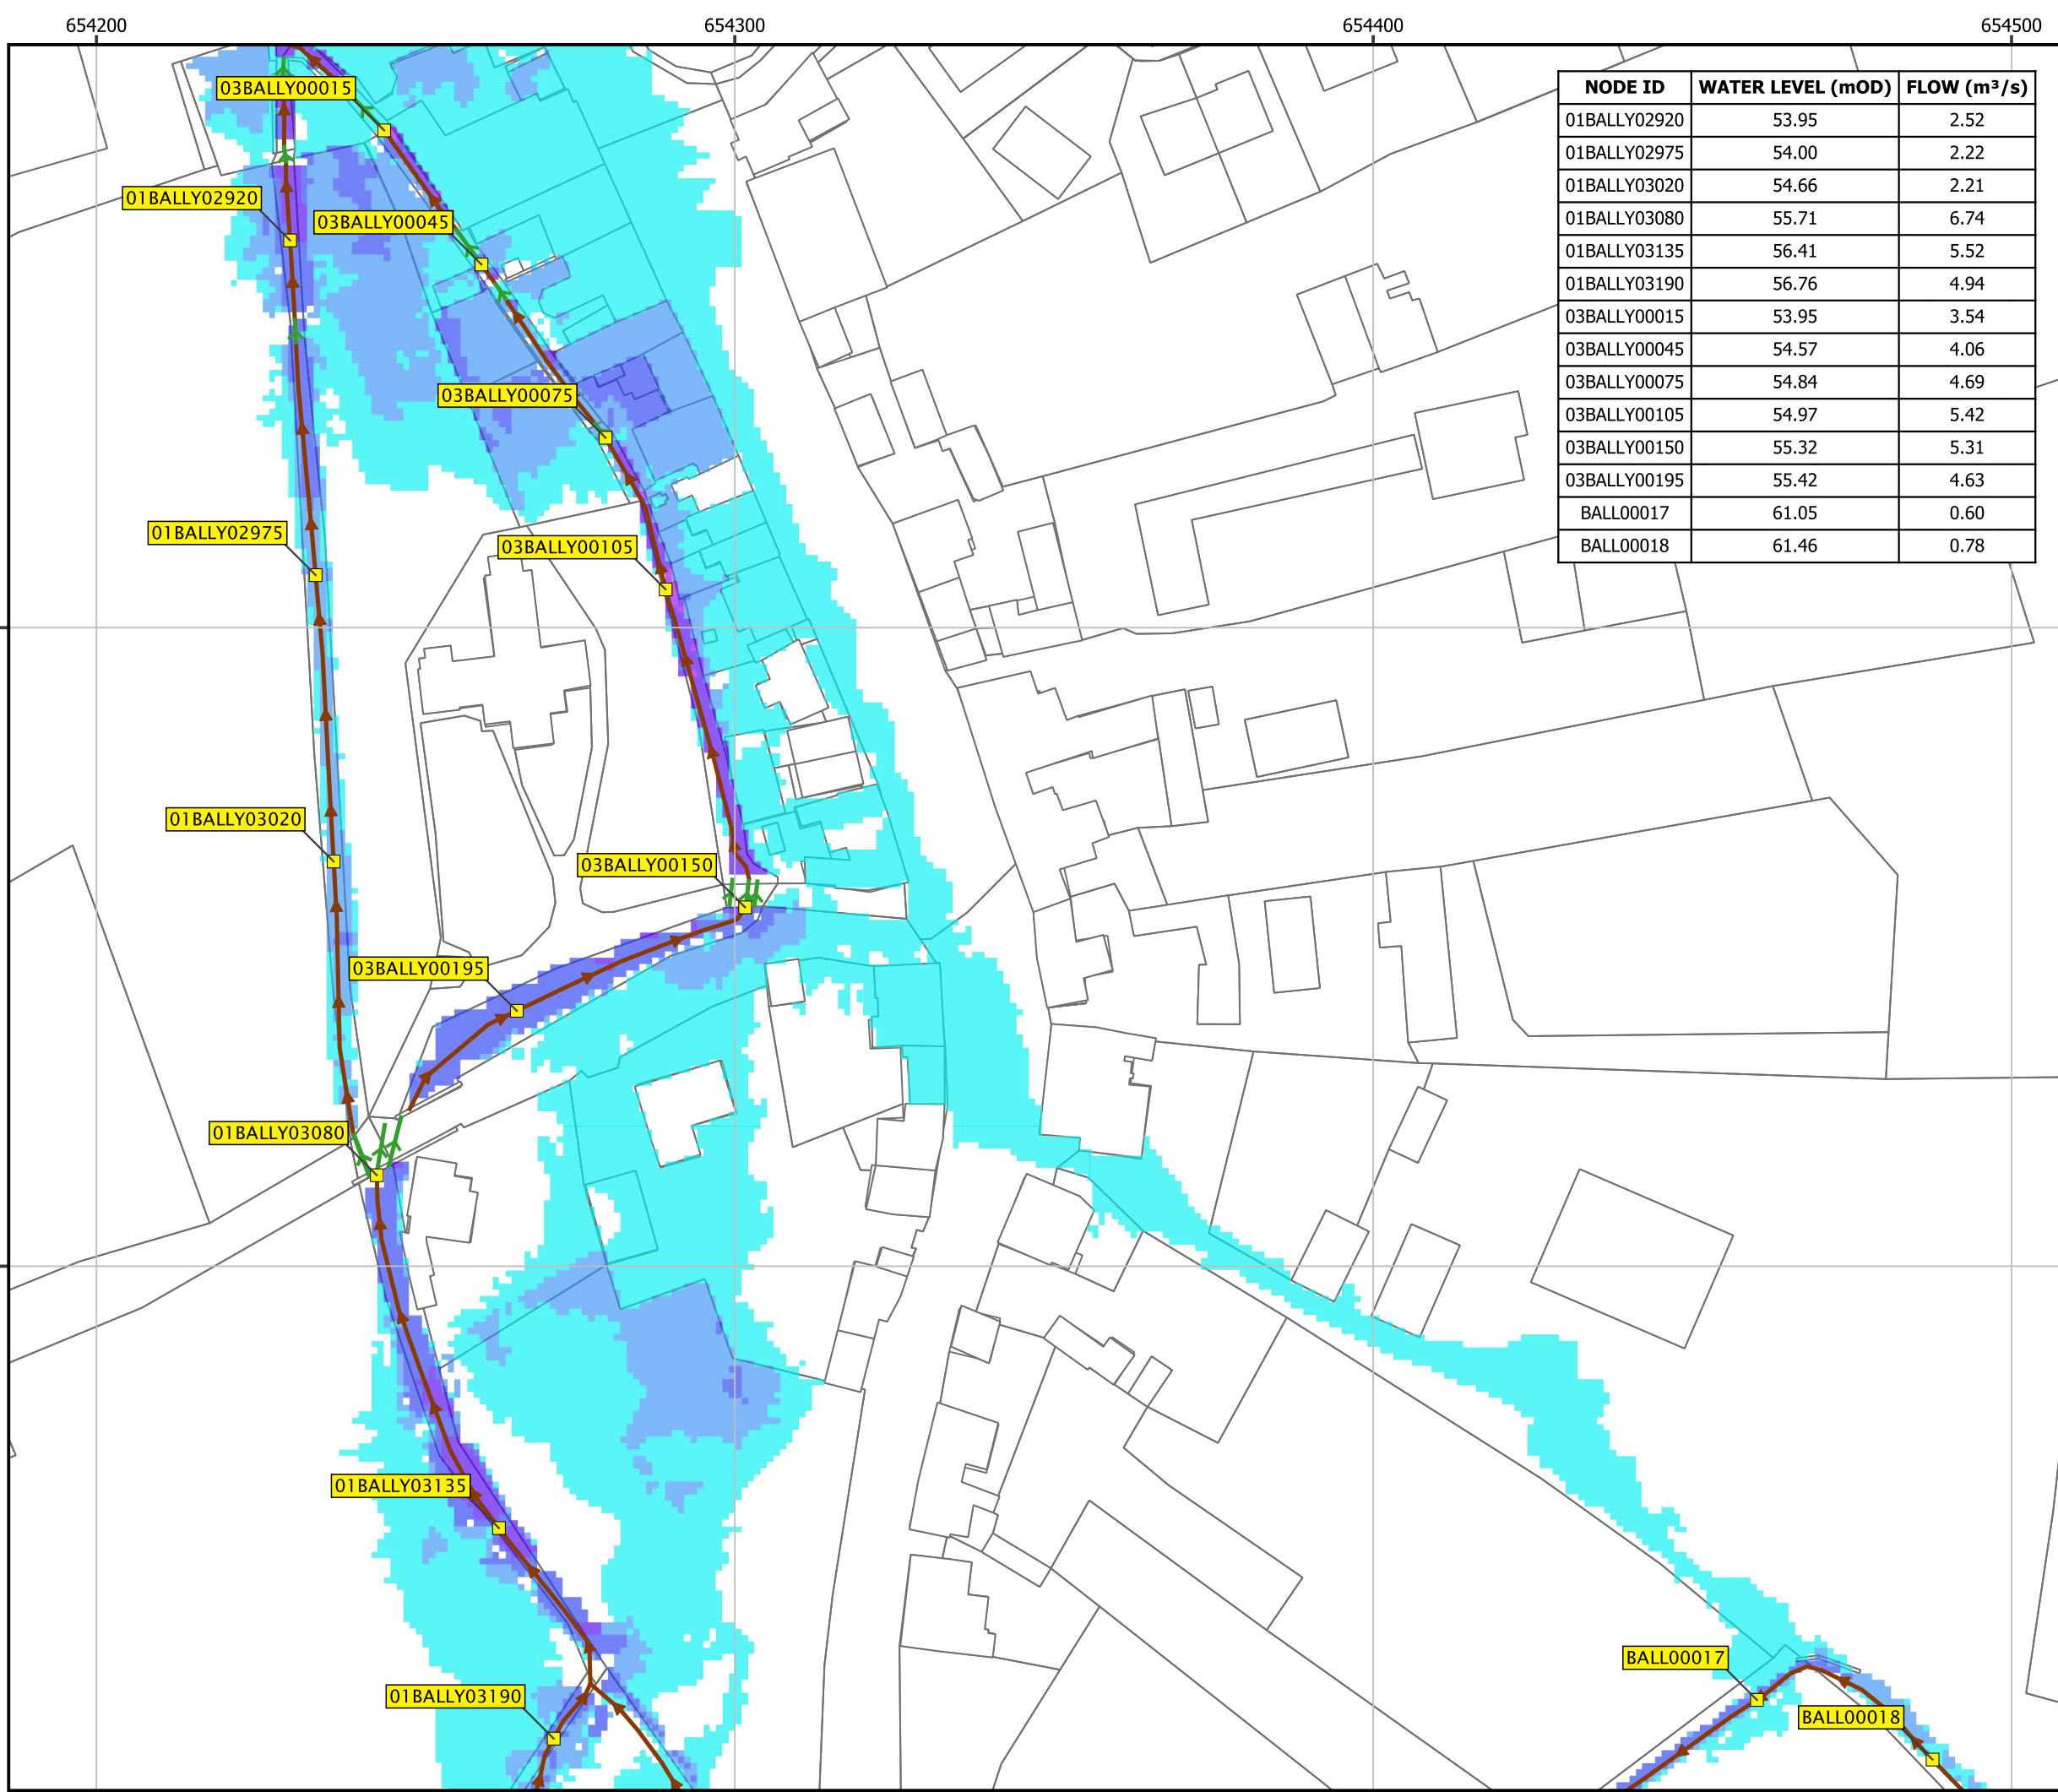 654200 654300 654400 654500
NODE ID WATER LEVEL (mOD) FLOW (m³/s)
01BALLY02920 53.95 2.52
01BALLY02975 54.00 2.22
01BALLY03020 54.66 2.21
01BALLY03080 55.71 6.74
01BALLY03135 56.41 5.52
01BALLY03190 56.76 4.94
03BALLY00015 53.95 3.54
03BALLY00045 54.57 4.06
03BALLY00075 54.84 4.69
03BALLY00105 54.97 5.42
03BALLY00150 55.32 5.31
03BALLY00195 55.42 4.63
BALL00017 61.05 0.60
BALL00018 61.46 0.78
03BALLY00015
01BALLY02920
03BALLY00045
03BALLY00075
01BALLY02975
03BALLY00105
01BALLY03020
03BALLY00150
03BALLY00195
01BALLY03080
01BALLY03135
BALL00017
01BALLY03190
BALL00018